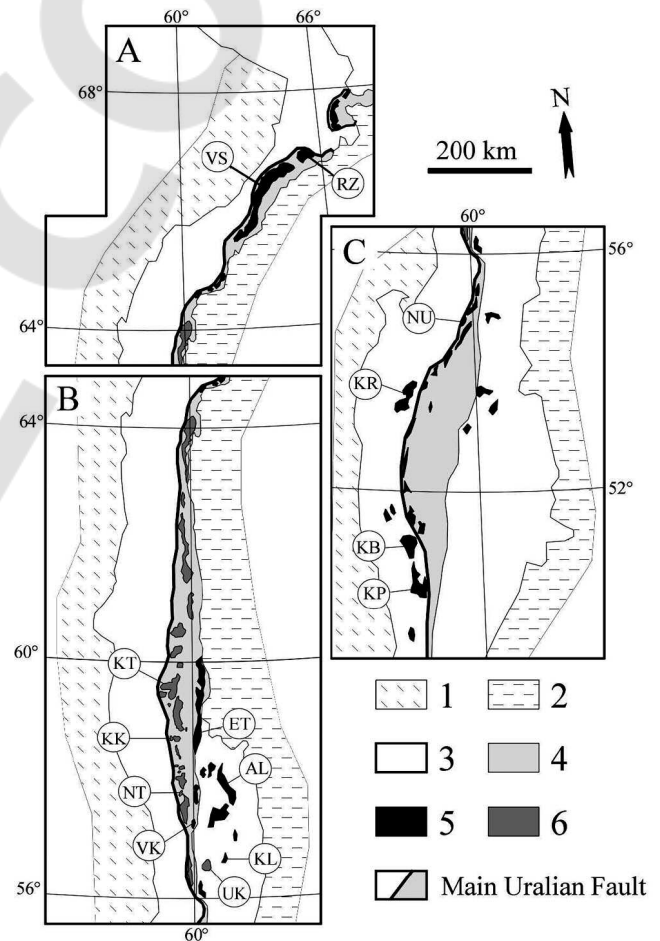 60° 66°
A
68°
VS
RZ
64°
N
200 km
60°
C
56°
NU
KR
52°
KB
KP
B
64°
60°
KT
KK
ET
AL
NT
VK
KL
UK
56°
60°
1 2
3 4
5 6
Main Uralian Fault